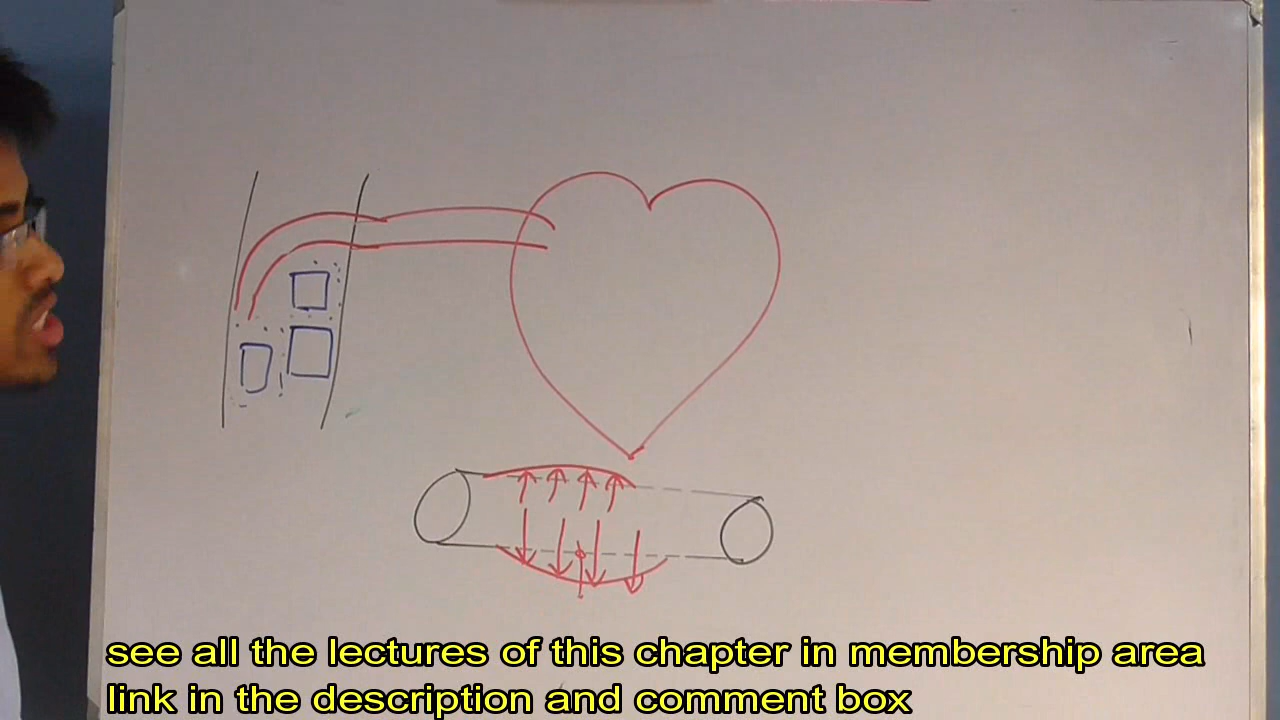 see all the lectures of this chapter in membership area
link in the description and comment box